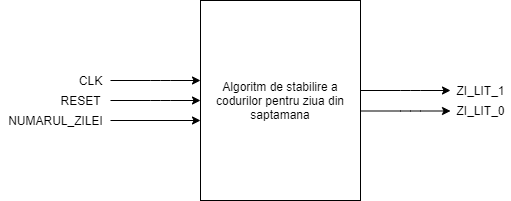 CLK
RESET
NUMARUL_ZILEI
Algoritm de stabilire a
codurilor pentru ziua din
saptamana
ZI_LIT_1
ZI_LIT_0